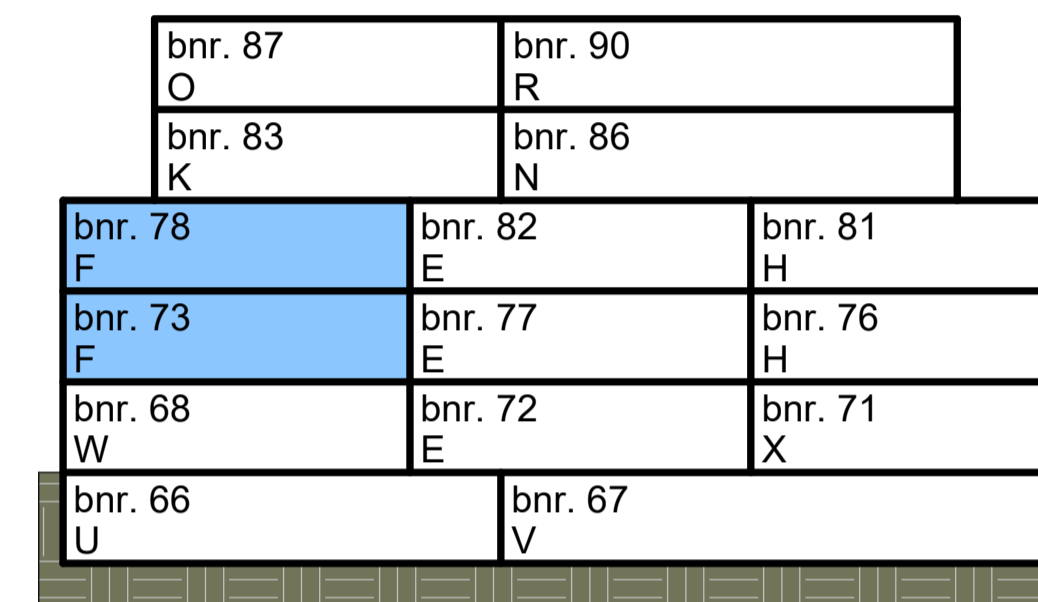 bnr. 87
O
bnr. 90
R
bnr. 83
K
bnr. 86
N
bnr. 78
F
bnr. 82
E
bnr. 81
H
bnr. 73
F
bnr. 77
E
bnr. 76
H
bnr. 68
W
bnr. 72
E
bnr. 71
X
bnr. 66
U
bnr. 67
V